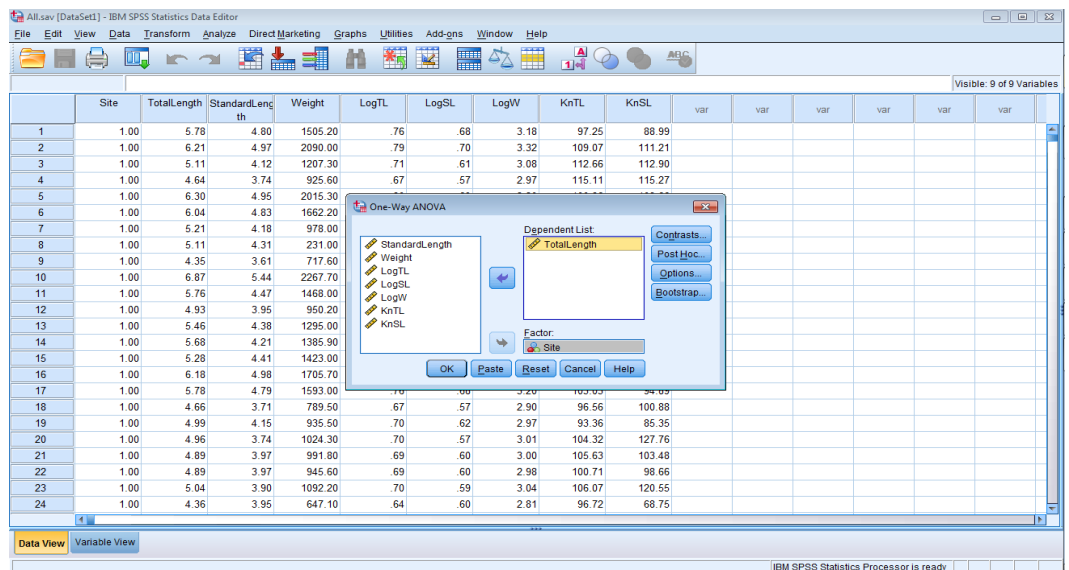 All.sav [DataSet1] - IBM SPSS Statistics Data Editor
File Edit View Data Transform Analyze Direct Marketing Graphs Utilities Add-ons Window Help
Visible: 9 of 9 Variables
Site TotalLength StandardLeng th Weight LogTL LogSL LogW KnTL KnSL var var var var var var
1 1.00 5.78 4.80 1505.20 .76 .68 3.18 97.25 88.99
2 1.00 6.21 4.97 2090.00 .79 .70 3.32 109.07 111.21
3 1.00 5.11 4.12 1207.30 .71 .61 3.08 112.66 112.90
4 1.00 4.64 3.74 925.60 .67 .57 2.97 115.11 115.27
5 1.00 6.30 4.95 2015.30
6 1.00 6.04 4.83 1662.20
7 1.00 5.21 4.18 978.00
8 1.00 5.11 4.31 231.00
9 1.00 4.35 3.61 717.60
10 1.00 6.87 5.44 2267.70
11 1.00 5.76 4.47 1468.00
12 1.00 4.93 3.95 950.20
13 1.00 5.46 4.38 1295.00
14 1.00 5.68 4.21 1385.90
15 1.00 5.28 4.41 1423.00
16 1.00 6.18 4.98 1705.70
17 1.00 5.78 4.79 1593.00
18 1.00 4.66 3.71 789.50 .67 .57 2.90 96.56 100.88
19 1.00 4.99 4.15 935.50 .70 .62 2.97 93.36 85.35
20 1.00 4.96 3.74 1024.30 .70 .57 3.01 104.32 127.76
21 1.00 4.89 3.97 991.80 .69 .60 3.00 105.63 103.48
22 1.00 4.89 3.97 945.60 .69 .60 2.98 100.71 98.66
23 1.00 5.04 3.90 1092.20 .70 .59 3.04 106.07 120.55
24 1.00 4.36 3.95 647.10 .64 .60 2.81 96.72 68.75
One-Way ANOVA
StandardLength
Weight
LogTL
LogSL
LogW
KnTL
KnSL
Dependent List:
TotalLength
Factor:
Site
Contrasts...
Post Hoc...
Options...
Bootstrap...
OK Paste Reset Cancel Help
Data View Variable View
IBM SPSS Statistics Processor is ready